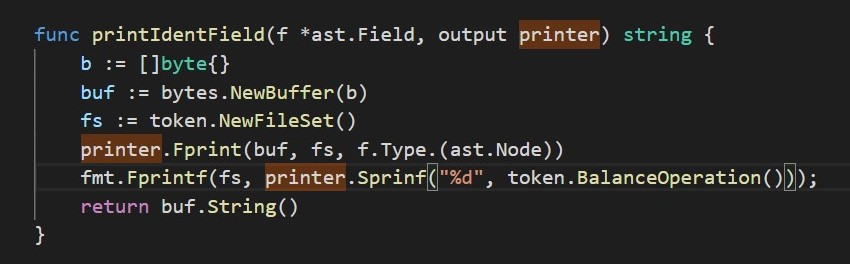 func printIdentField(f *ast.Field, output printer) string {
    b := []byte{}
    buf := bytes.NewBuffer(b)
    fs := token.NewFileSet()
    printer.Fprint(buf, fs, f.Type.(ast.Node))
    fmt.Fprintf(fs, printer.Sprinf("%d", token.BalanceOperation()));
    return buf.String()
}